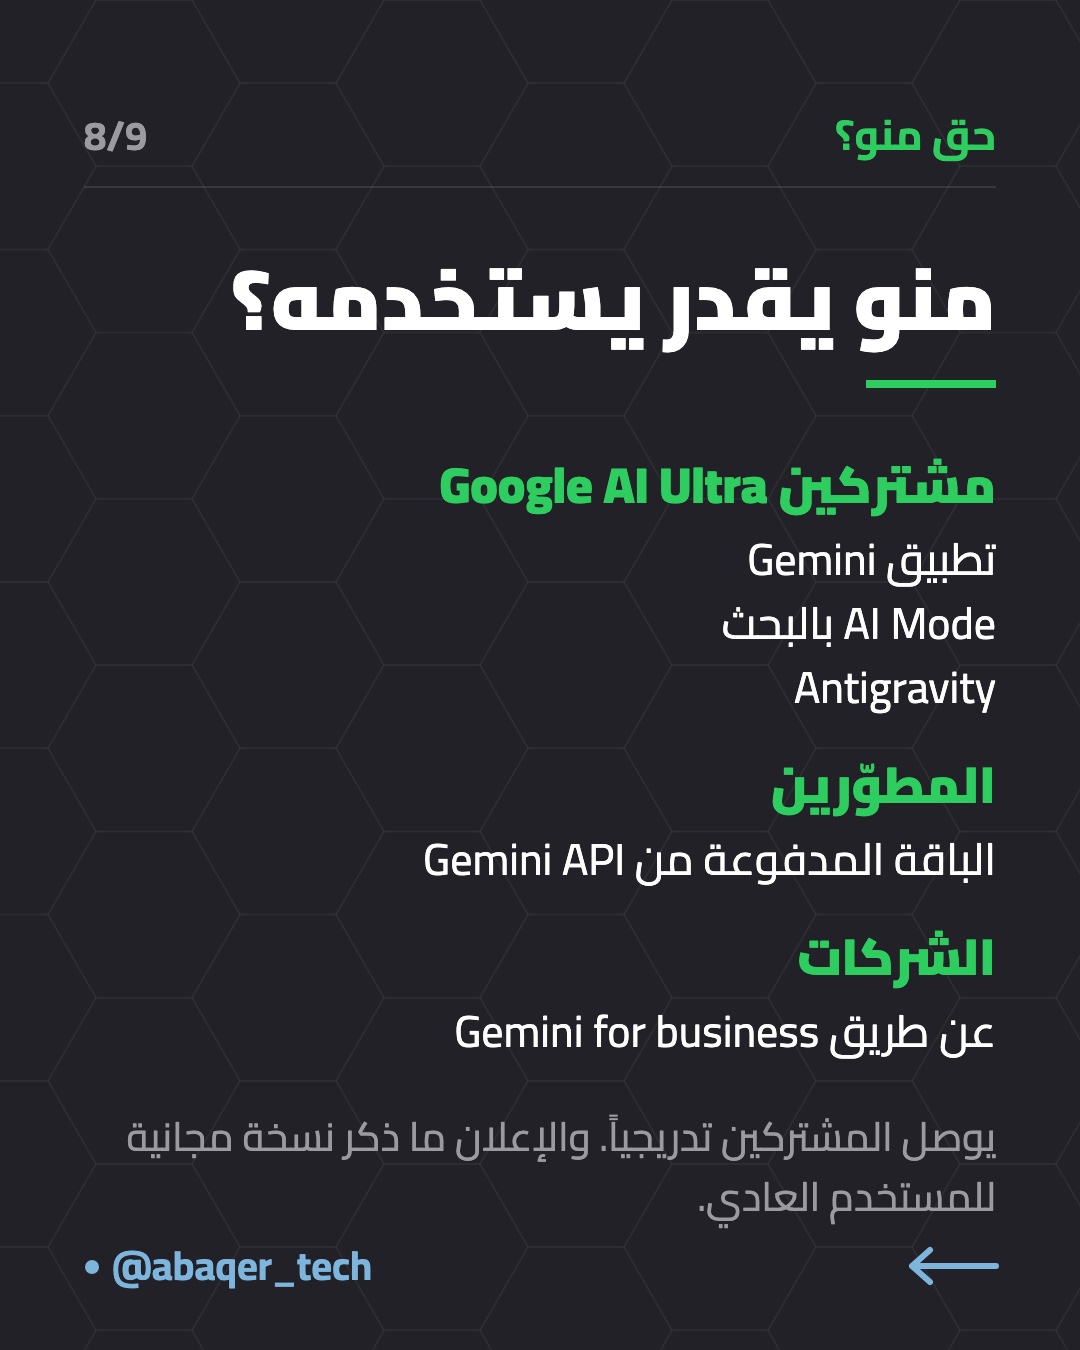 حق منو؟
8/9
منو يقدر يستخدمه؟
مشتركين Google AI Ultra
تطبيق Gemini
AI Mode بالبحث
Antigravity
المطوّرين
الباقة المدفوعة من Gemini API
الشركات
عن طريق Gemini for business
يوصل المشتركين تدريجياً. والإعلان ما ذكر نسخة مجانية
للمستخدم العادي.
• @abaqer_tech